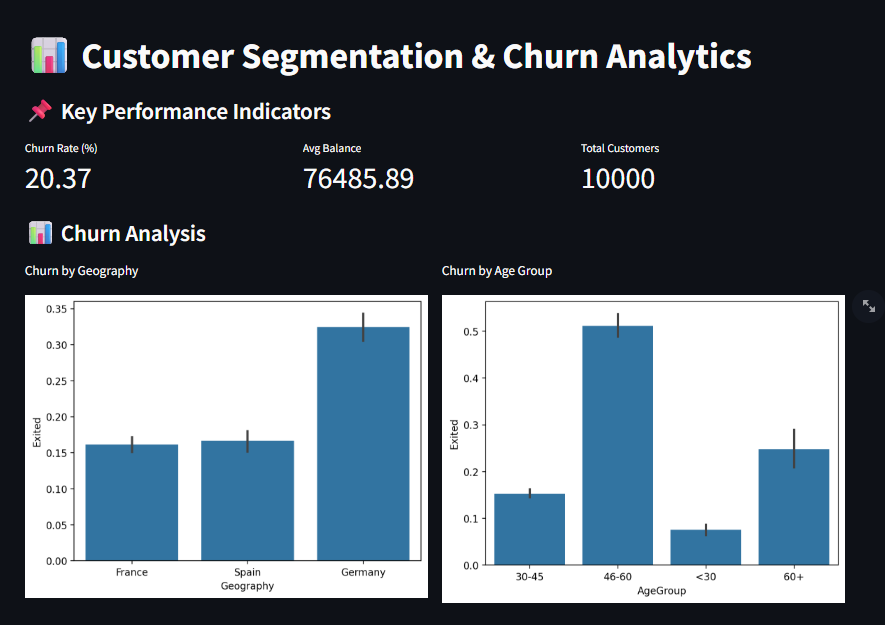 Customer Segmentation & Churn Analytics
Key Performance Indicators
Churn Rate (%)
Avg Balance
Total Customers
20.37
76485.89
10000
Churn Analysis
Churn by Geography
Churn by Age Group
0.35
0.30
0.25
0.20
0.15
0.10
0.05
0.00
Exited
France
Spain
Germany
Geography
0.5
0.4
0.3
0.2
0.1
0.0
Exited
30-45
46-60
<30
60+
AgeGroup